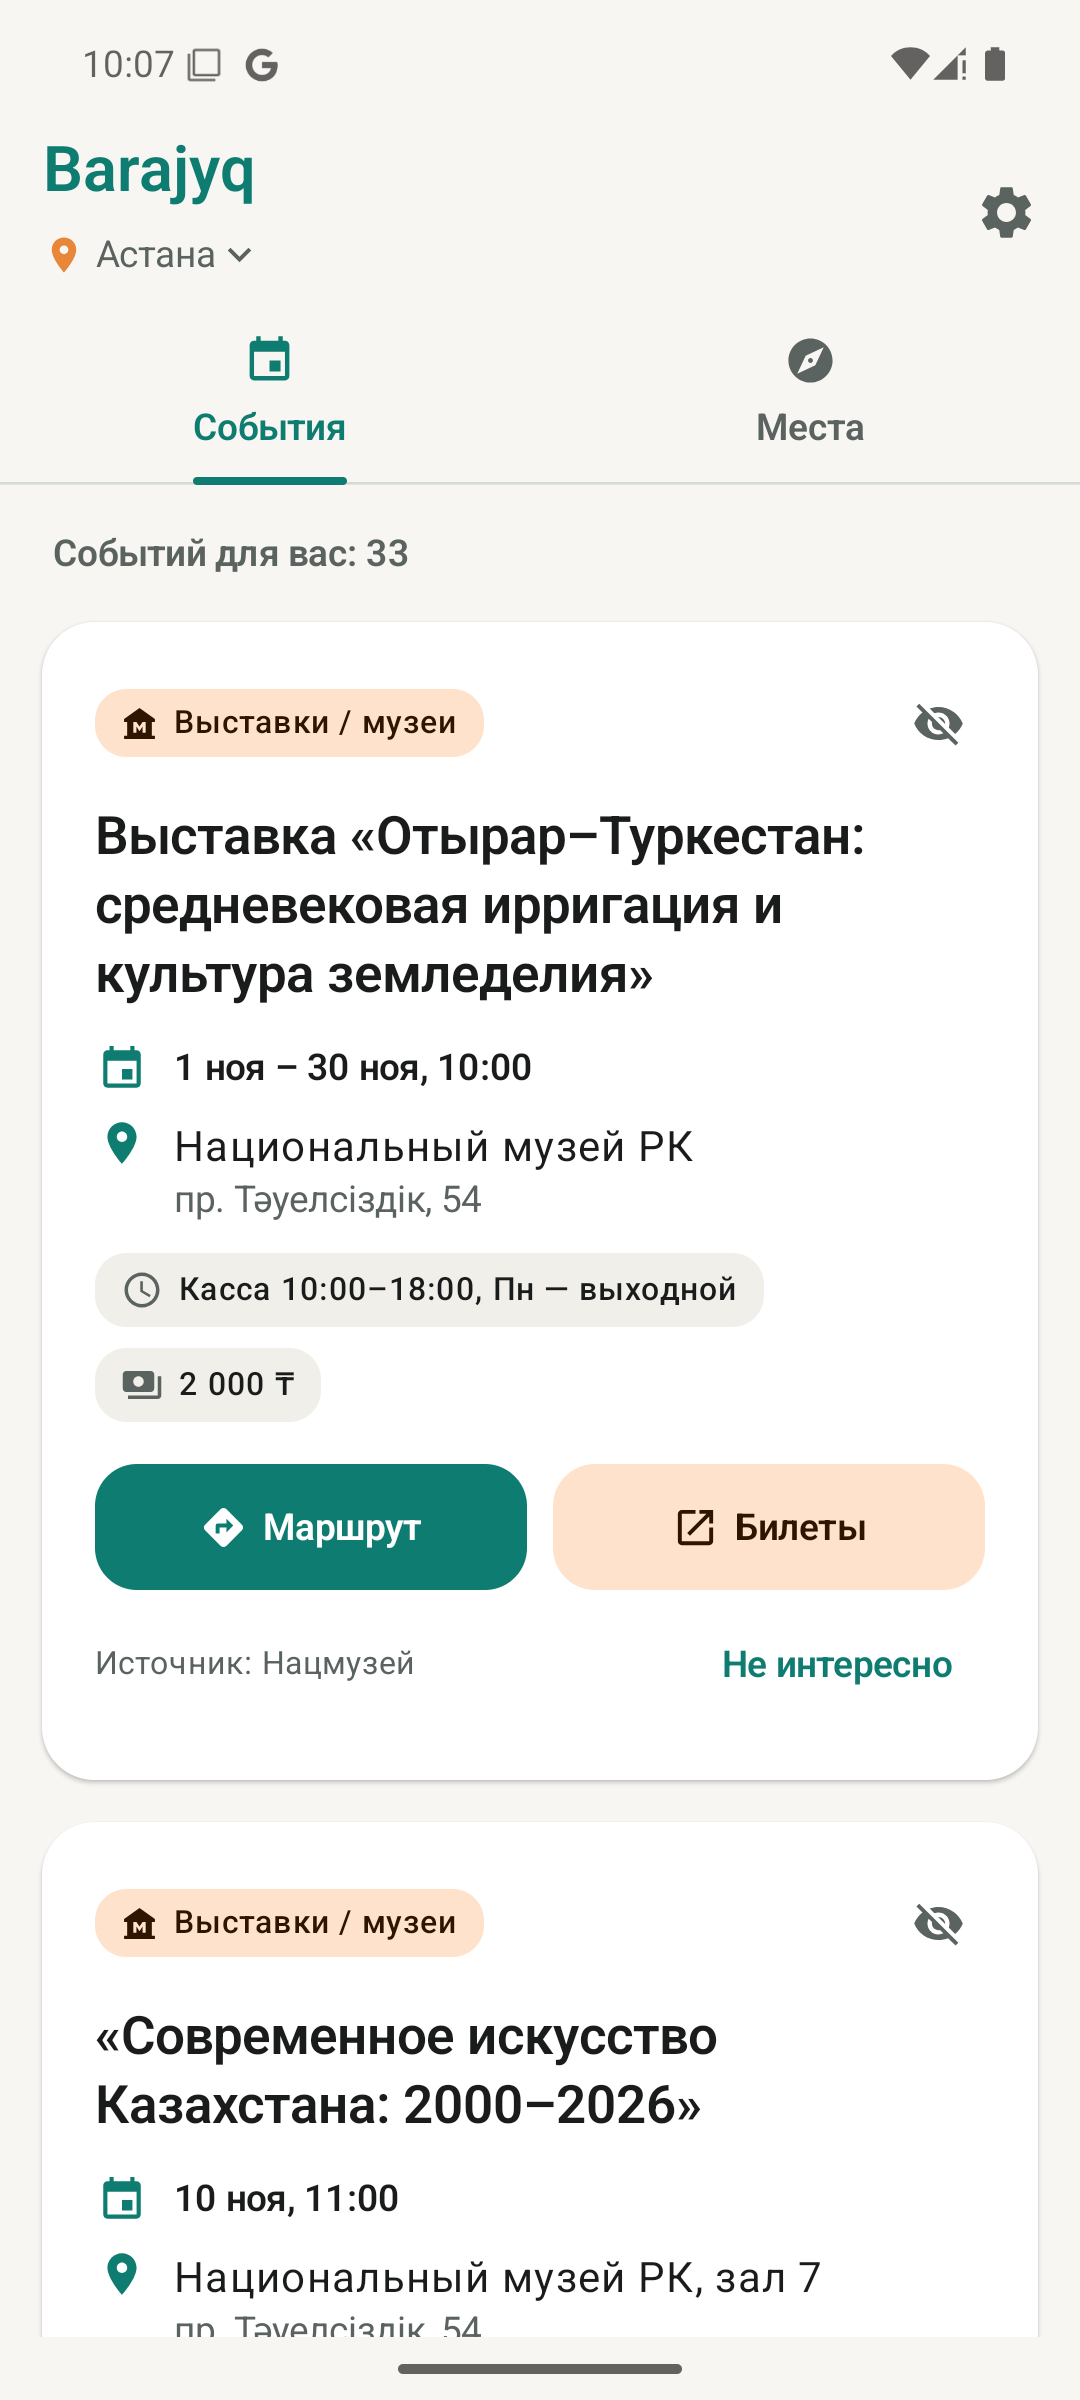 10:07
Barajyq
Астана
События
Места
Событий для вас: 33
Выставки / музеи
Выставка «Отырар–Туркестан:
средневековая ирригация и
культура земледелия»
1 ноя – 30 ноя, 10:00
Национальный музей РК
пр. Тәуелсіздік, 54
Касса 10:00–18:00, Пн — выходной
2 000 ₸
Маршрут
Билеты
Источник: Нацмузей
Не интересно
Выставки / музеи
«Современное искусство
Казахстана: 2000–2026»
10 ноя, 11:00
Национальный музей РК, зал 7
пр. Тәуелсіздік, 54